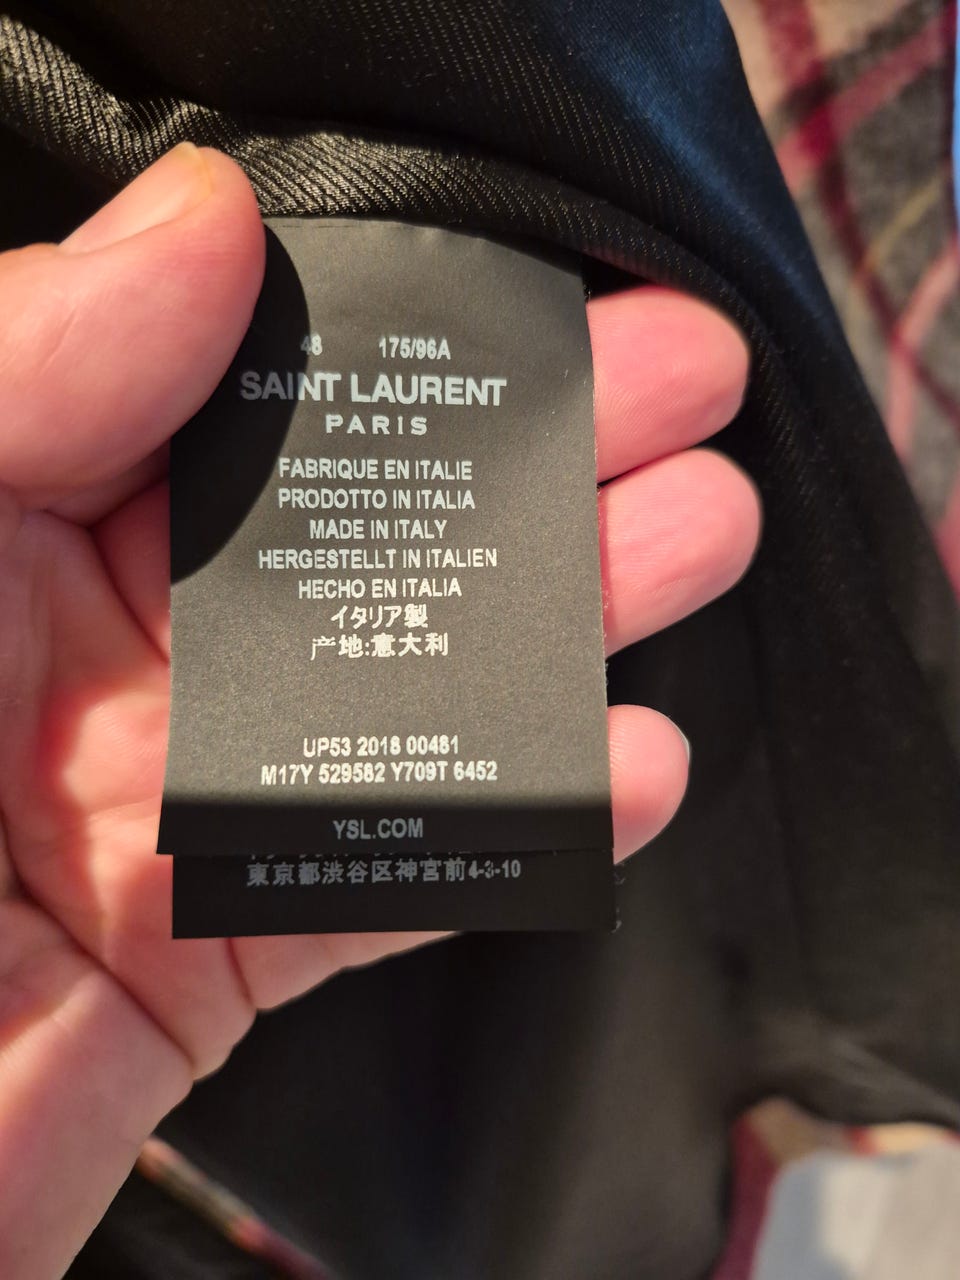 48 175/96A
SAINT LAURENT
PARIS
FABRIQUE EN ITALIE
PRODOTTO IN ITALIA
MADE IN ITALY
HERGESTELLT IN ITALIEN
HECHO EN ITALIA
イタリア製
产地:意大利
UP53 2018 00481
M17Y 529582 Y709T 6452
YSL.COM
東京都渋谷区神宮前4-3-10